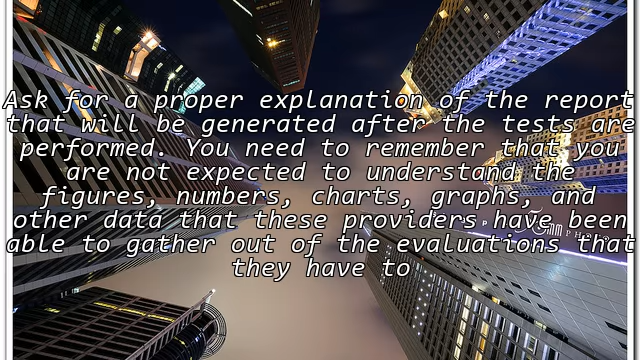 Ask for a proper explanation of the report
that will be generated after the tests are
performed. You need to remember that you
are not expected to understand the
figures, numbers, charts, graphs, and
other data that these providers have been
able to gather out of the evaluations that
they have to